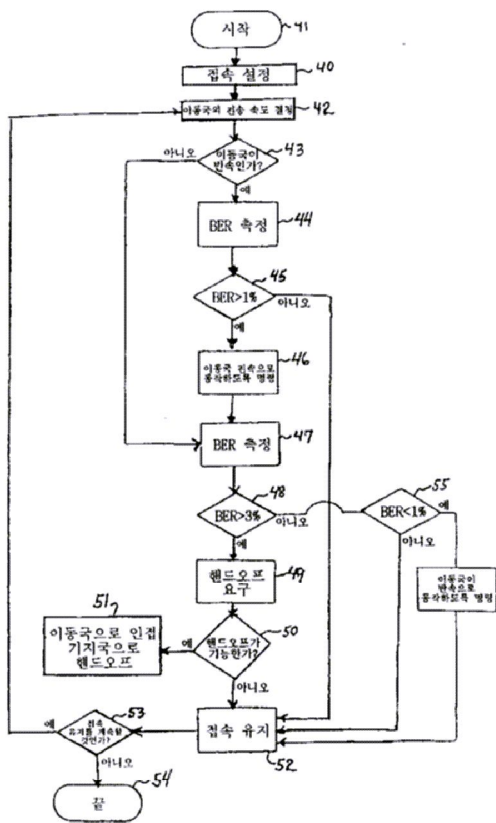 시작
41
접속 설정
40
이동국의 전송 속도 결정
42
이동국이
반속인가?
43
아니오
예
BER 측정
44
BER>1%
45
아니오
예
이동국 전속으로
동작하도록 명령
46
BER 측정
47
BER>3%
48
아니오
예
BER<1%
55
예
아니오
이동국이
반속으로
동작하도록 명령
핸드오프
요구
49
핸드오프가
가능한가?
50
예
아니오
51
이동국으로 인접
기지국으로
핸드오프
접속 유지
52
접속
유지를 계속할
것인가?
53
예
아니오
끝
54